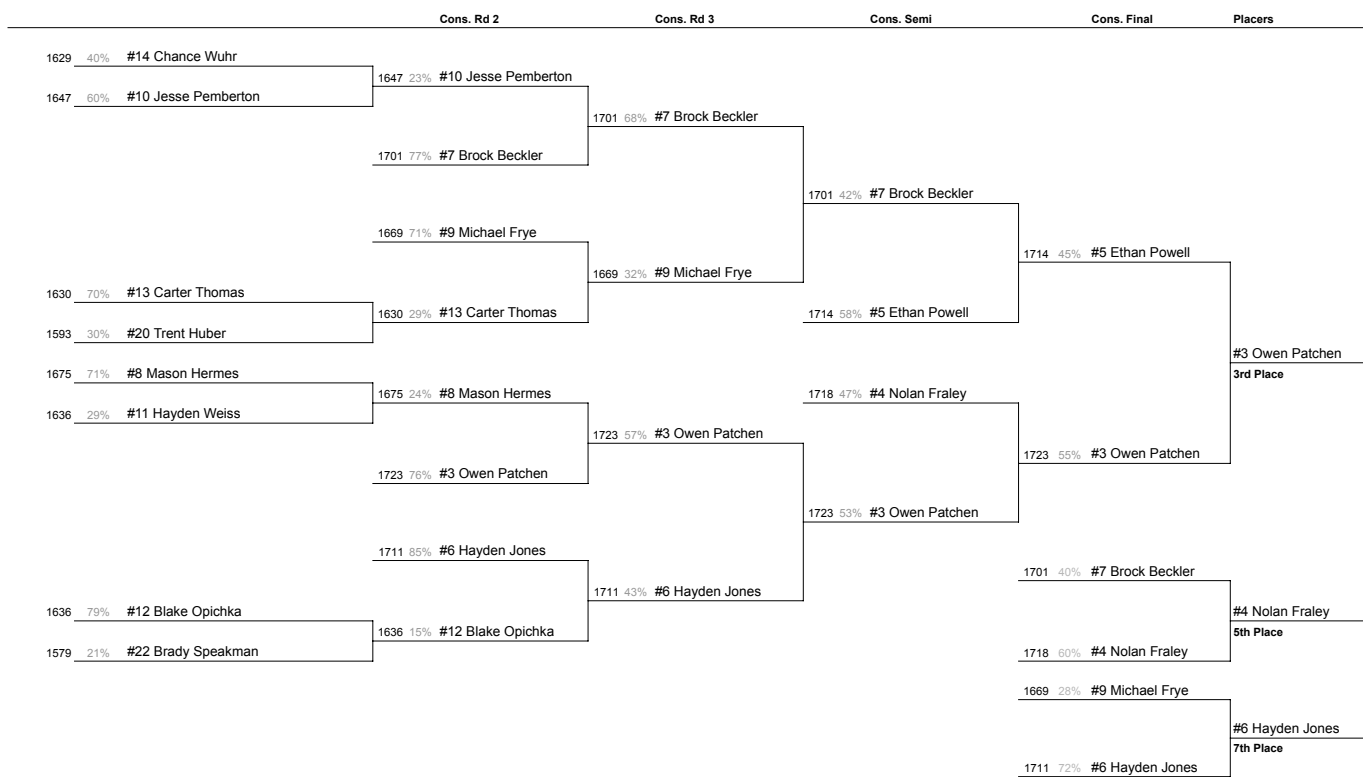 Cons. Rd 2 Cons. Rd 3 Cons. Semi Cons. Final Placers
1629 40% #14 Chance Wuhr
1647 23% #10 Jesse Pemberton
1647 60% #10 Jesse Pemberton
1701 68% #7 Brock Beckler
1701 77% #7 Brock Beckler
1701 42% #7 Brock Beckler
1669 71% #9 Michael Frye
1714 45% #5 Ethan Powell
1669 32% #9 Michael Frye
1630 70% #13 Carter Thomas
1630 29% #13 Carter Thomas
1714 58% #5 Ethan Powell
1593 30% #20 Trent Huber
#3 Owen Patchen
3rd Place
1675 71% #8 Mason Hermes
1675 24% #8 Mason Hermes
1718 47% #4 Nolan Fraley
1636 29% #11 Hayden Weiss
1723 57% #3 Owen Patchen
1723 55% #3 Owen Patchen
1723 76% #3 Owen Patchen
1723 53% #3 Owen Patchen
1711 85% #6 Hayden Jones
1701 40% #7 Brock Beckler
1711 43% #6 Hayden Jones
1636 79% #12 Blake Opichka
#4 Nolan Fraley
5th Place
1636 15% #12 Blake Opichka
1579 21% #22 Brady Speakman
1718 60% #4 Nolan Fraley
1669 28% #9 Michael Frye
#6 Hayden Jones
7th Place
1711 72% #6 Hayden Jones